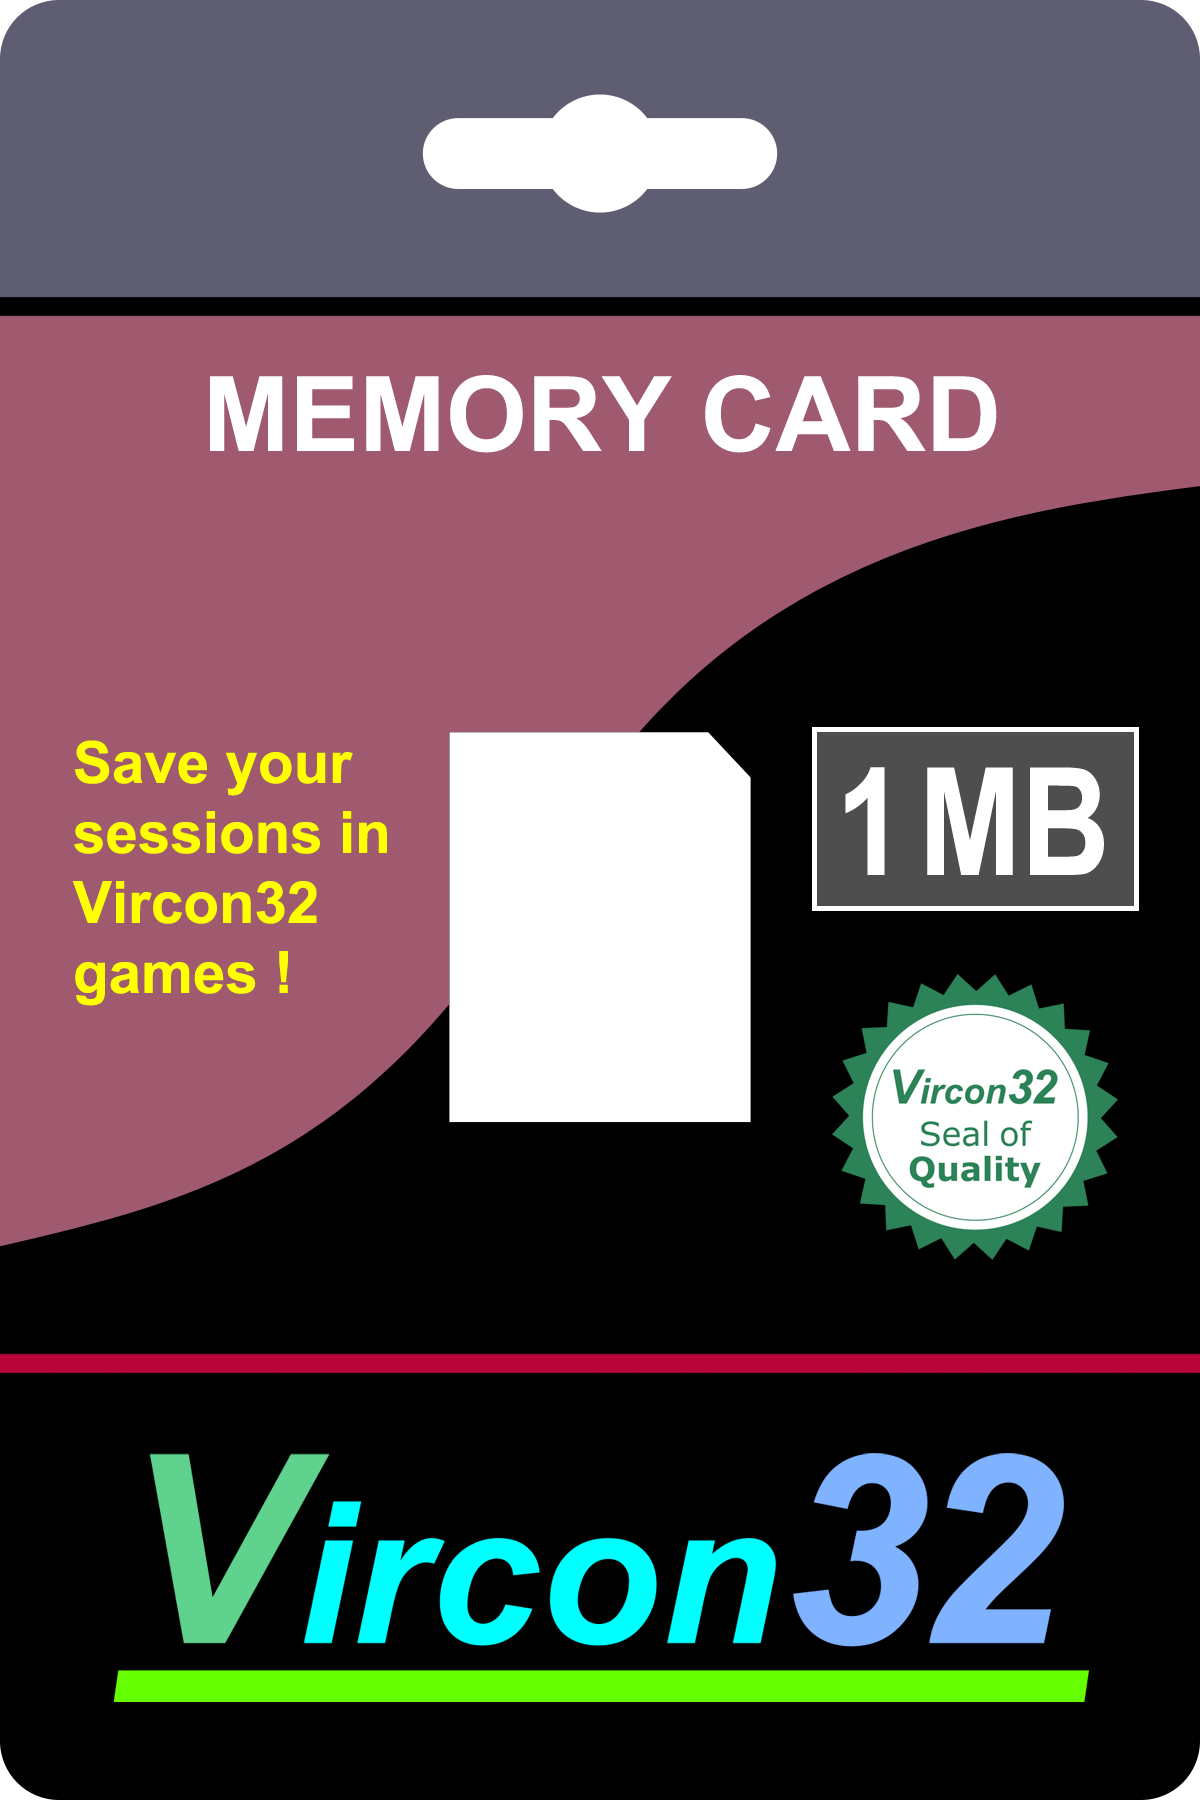 MEMORY CARD
Save your
sessions in
Vircon32
games !
1 MB
Vircon32
Seal of
Quality
Vircon32